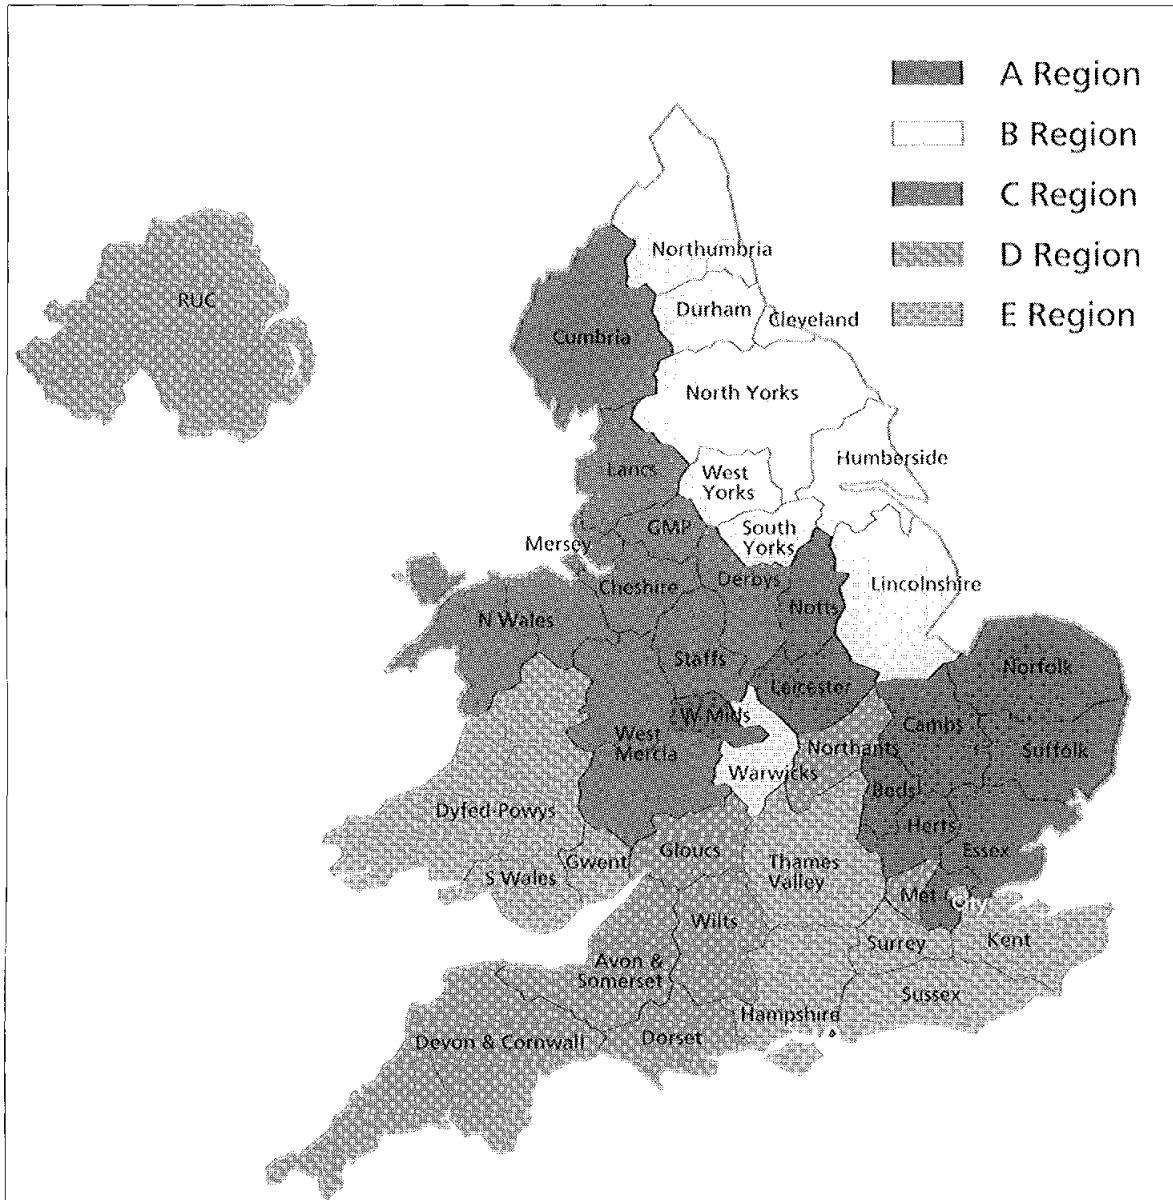 A Region
B Region
C Region
D Region
E Region
Northumbria
RUC
Durham
Cleveland
Cumbria
North Yorks
Humberside
Lancs
West
Yorks
GMP
South
Yorks
Mersey
Derbys
Lincolnshire
Cheshire
Notts
N Wales
Staffs
Norfolk
Leicester
W Mids
Camps
West
Mercia
Northants
Suffolk
Warwicks
Beds
Dyfed-Powys
Herts
Gloucs
Essex
Gwent
Thames
Valley
S Wales
Met
City
Wilts
Surrey
Kent
Avon &
Somerset
Sussex
Hampshire
Devon & Cornwall
Dorset